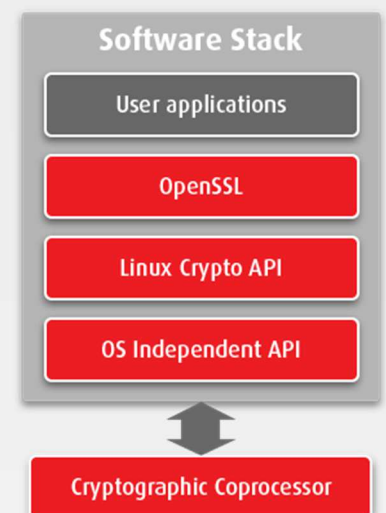 Software Stack
User applications
OpenSSL
Linux Crypto API
OS Independent API
Cryptographic Coprocessor